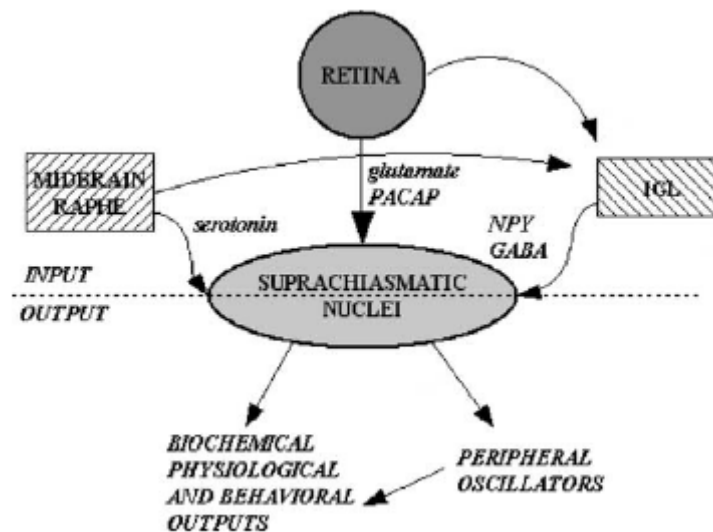 RETINA
MIDBRAIN
RAPHE
glutamate
PACAP
IGL
serotonin
NPY
GABA
INPUT
OUTPUT
SUPRACHIASMATIC
NUCLEI
BIOCHEMICAL
PHYSIOLOGICAL
AND BEHAVIORAL
OUTPUTS
PERIPHERAL
OSCILLATORS